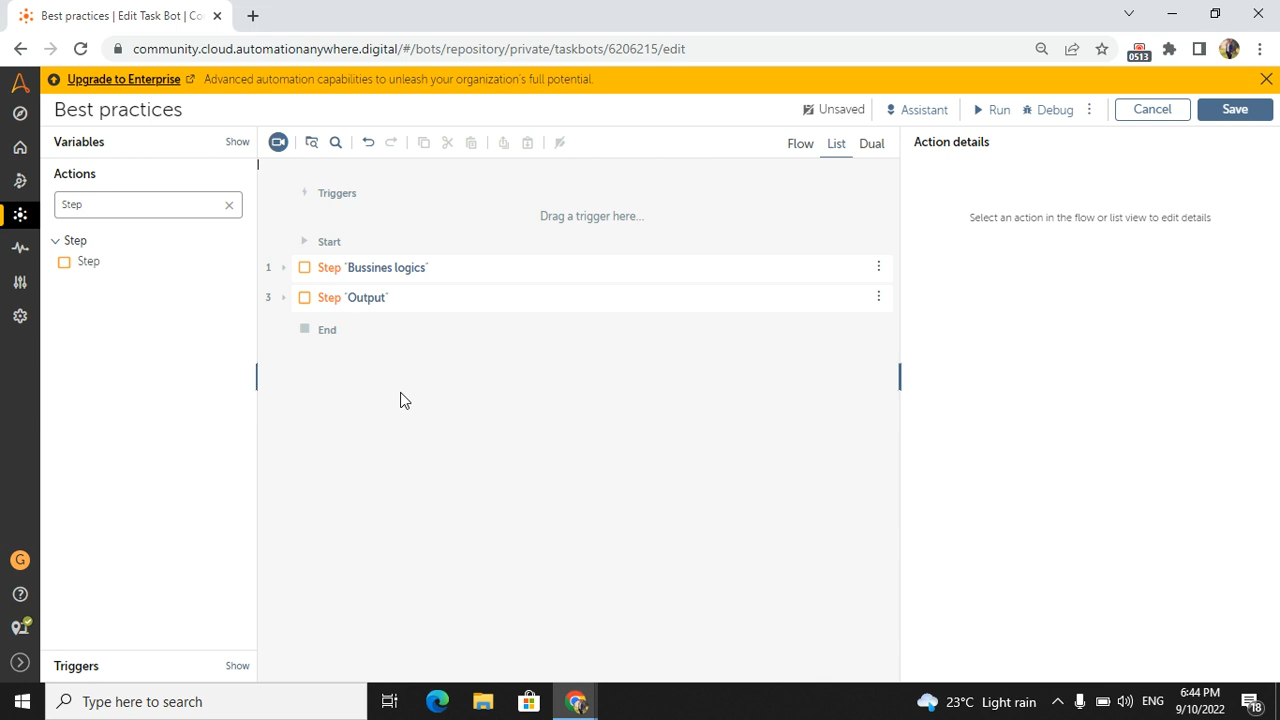 Best practices | Edit Task Bot | Co
community.cloud.automationanywhere.digital/#/bots/repository/private/taskbots/6206215/edit
0513
Upgrade to Enterprise Advanced automation capabilities to unleash your organization's full potential.
Best practices
Unsaved
Assistant
Run
Debug
Cancel
Save
Variables
Show
Flow
List
Dual
Action details
Actions
Step
Triggers
Drag a trigger here...
Select an action in the flow or list view to edit details
Step
Step
Start
1 Step "Bussines logics"
3 Step "Output"
End
G
Triggers
Show
Type here to search
23°C Light rain
ENG
6:44 PM
9/10/2022
18